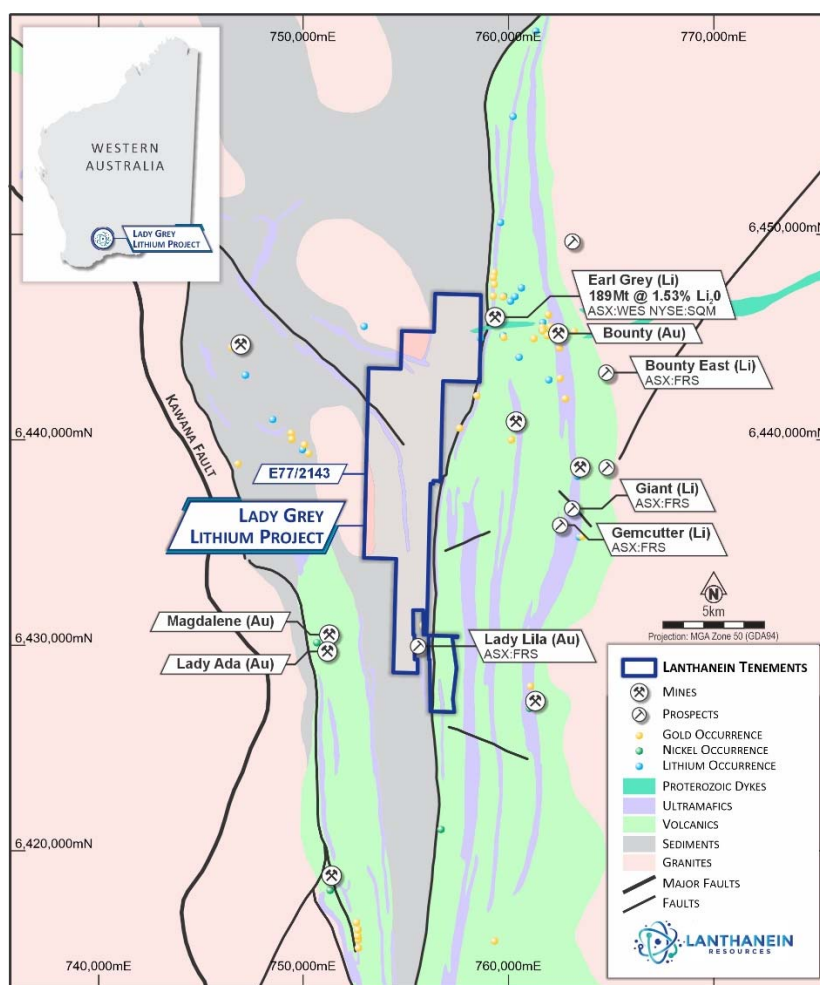 750,000mE
760,000mE
770,000mE
WESTERN
AUSTRALIA
LADY GREY
LITHIUM PROJECT
6,450,000mN
Earl Grey (Li)
189Mt @ 1.53% Li₂0
ASX:WES NYSE:SQM
Bounty (Au)
Bounty East (Li)
ASX:FRS
KAWANA FAULT
6,440,000mN
6,440,000mN
E77/2143
LADY GREY
LITHIUM PROJECT
Giant (Li)
ASX:FRS
Gemcutter (Li)
ASX:FRS
N
5km
Projection: MGA Zone 50 (GDA94)
Magdalene (Au)
Lady Ada (Au)
6,430,000mN
Lady Lila (Au)
ASX:FRS
LANTHANEIN TENEMENTS
MINES
PROSPECTS
GOLD OCCURRENCE
NICKEL OCCURRENCE
LITHIUM OCCURRENCE
PROTEROZOIC DYKES
ULTRAMAFICS
VOLCANICS
SEDIMENTS
GRANITES
MAJOR FAULTS
FAULTS
LANTHANEIN
RESOURCES
6,420,000mN
740,000mE
750,000mE
760,000mE